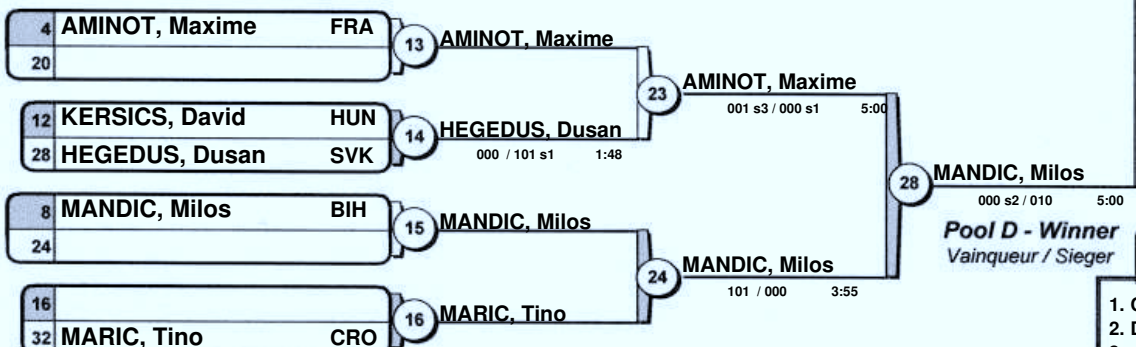 4 AMINOT, Maxime FRA
20
13 AMINOT, Maxime
12 KERSICS, David HUN
28 HEGEDUS, Dusan SVK
14 HEGEDUS, Dusan
000 / 101 s1 1:48
23 AMINOT, Maxime
001 s3 / 000 s1 5:00
8 MANDIC, Milos BIH
24
15 MANDIC, Milos
16
32 MARIC, Tino CRO
16 MARIC, Tino
24 MANDIC, Milos
101 / 000 3:55
28 MANDIC, Milos
000 s2 / 010 5:00
Pool D - Winner
Vainqueur / Sieger
1.
2.